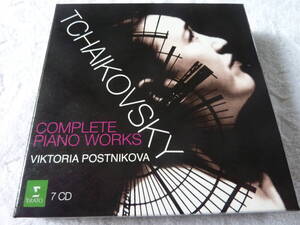 TCHAIKOVSKY
COMPLETE
PIANO WORKS
VIKTORIA POSTNIKOVA
ERATO
7 CD